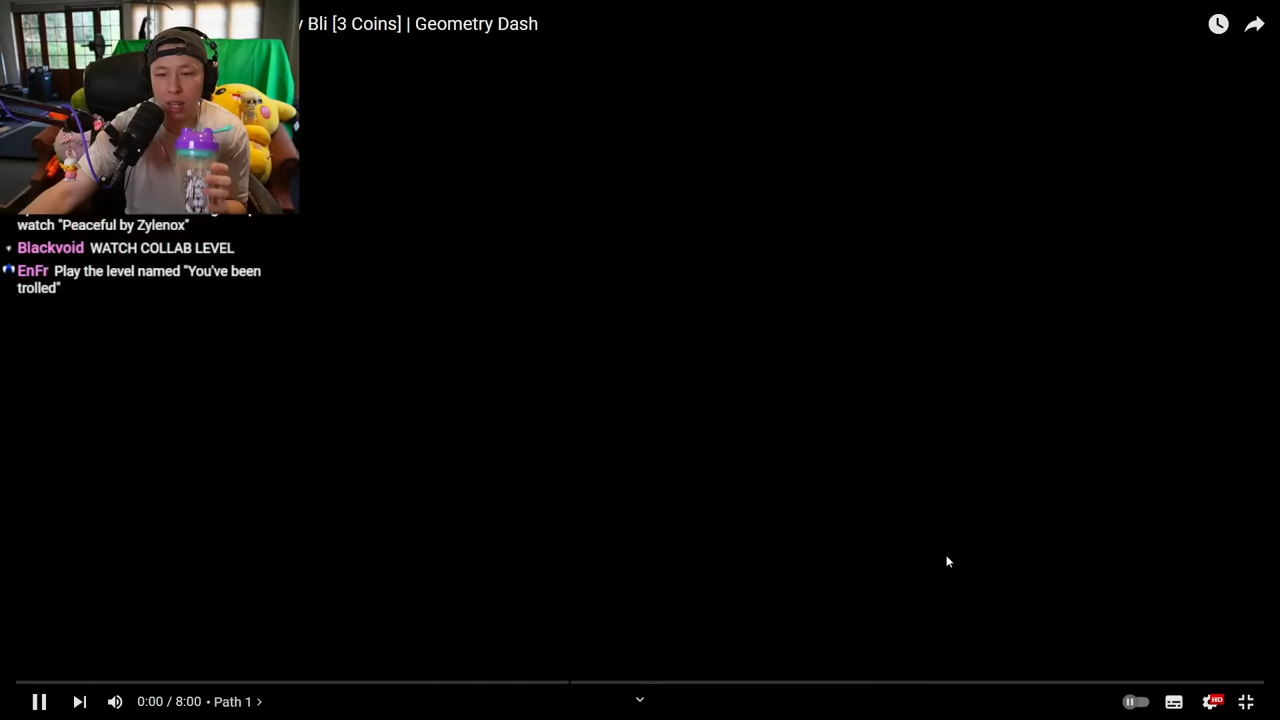 Bli [3 Coins] | Geometry Dash
watch "Peaceful by Zylenox"
Blackvoid WATCH COLLAB LEVEL
EnFr Play the level named "You've been
trolled"
0:00 / 8:00 • Path 1 >
HD